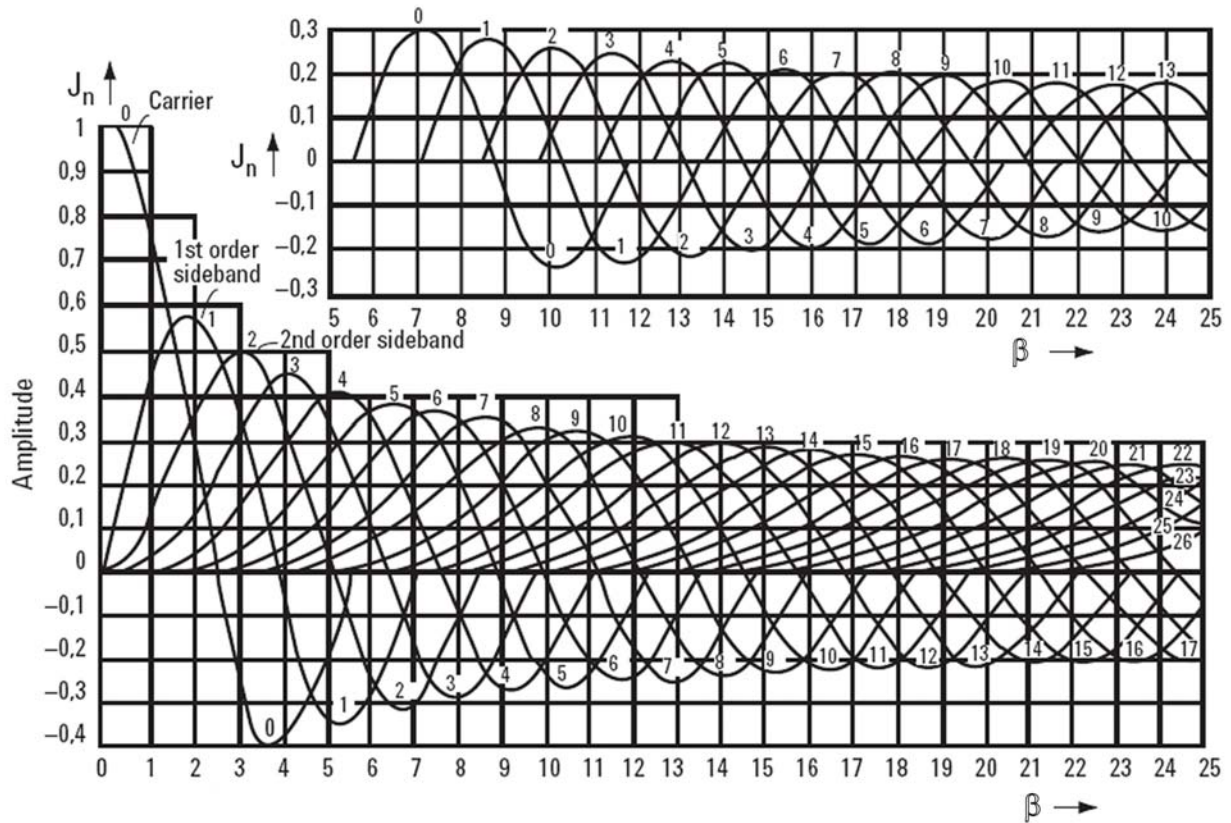 0 1 2 3 4 5 6 7 8 9 10 11 12 13
0,3
0,2
0,1
0
−0,1
−0,2
−0,3
Jn
0 1 2 3 4 5 6 7 8 9 10
5 6 7 8 9 10 11 12 13 14 15 16 17 18 19 20 21 22 23 24 25
β
Jn
0 Carrier
1st order
sideband
1
2 2nd order sideband
3 4 5 6 7 8 9 10 11 12 13 14 15 16 17 18 19 20 21 22
23
24
25
26
Amplitude
1
0,9
0,8
0,7
0,6
0,5
0,4
0,3
0,2
0,1
0
−0,1
−0,2
−0,3
−0,4
0 1 2 3 4 5 6 7 8 9 10 11 12 13 14 15 16 17
0 1 2 3 4 5 6 7 8 9 10 11 12 13 14 15 16 17 18 19 20 21 22 23 24 25
β